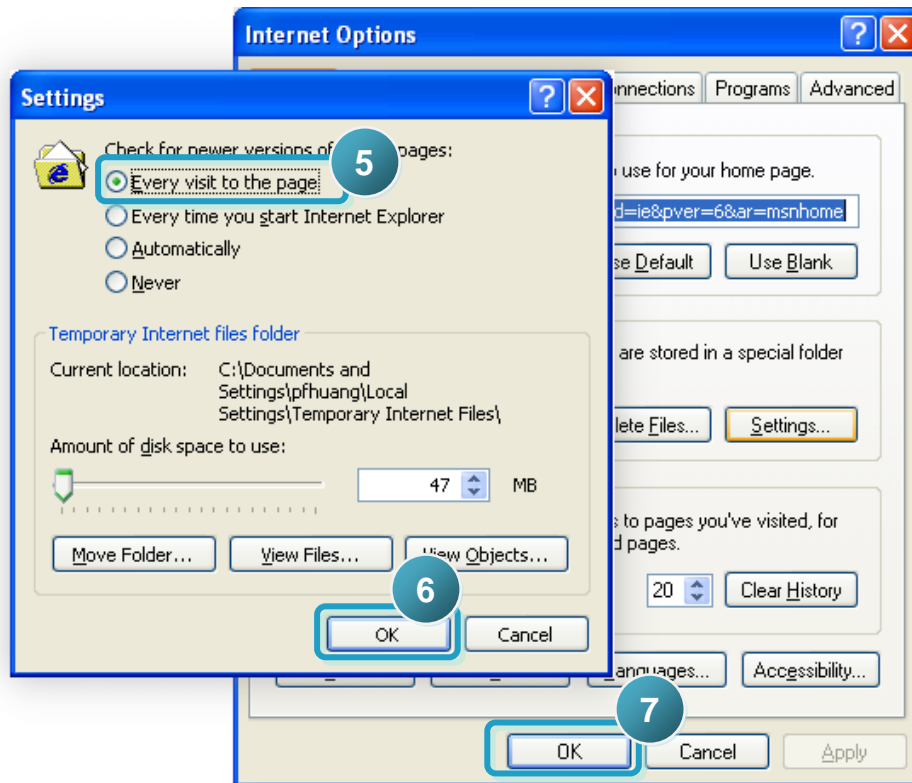 Internet Options
Settings
Connections Programs Advanced
Check for newer versions of pages:
5
Every visit to the page
Every time you start Internet Explorer
Automatically
Never
use for your home page.
d=ie&pver=6&ar=msnhome
Use Default Use Blank
Temporary Internet files folder
Current location: C:\Documents and
Settings\pfhuang\Local
Settings\Temporary Internet Files\
Amount of disk space to use:
47 MB
Move Folder... View Files... View Objects...
6
OK Cancel
are stored in a special folder
Delete Files... Settings...
to pages you've visited, for
pages.
20 Clear History
Languages... Accessibility...
7
OK Cancel Apply